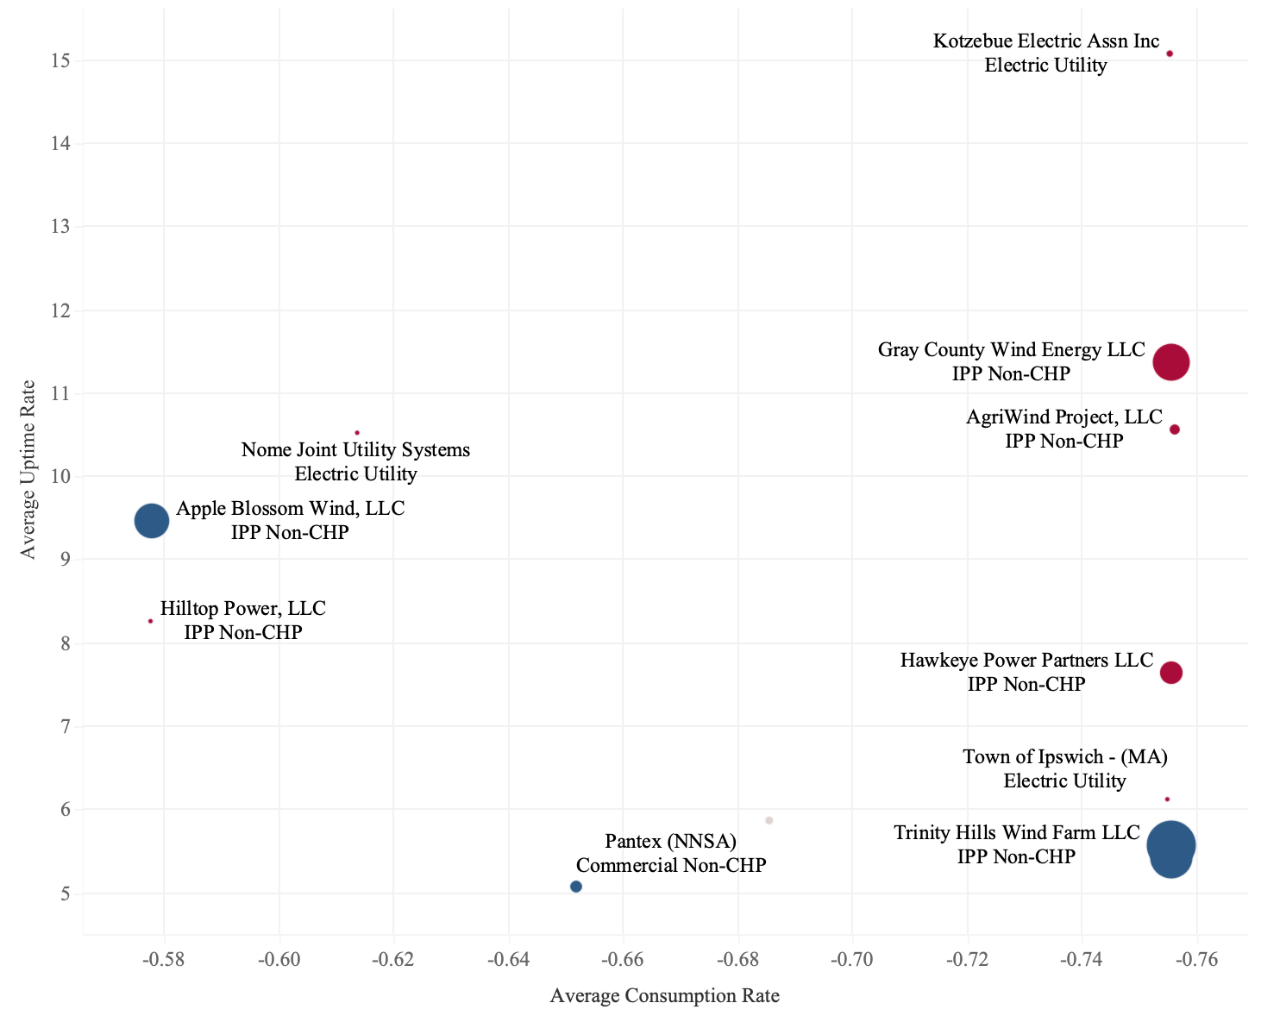 Kotzebue Electric Assn Inc
Electric Utility
15
14
13
12
Gray County Wind Energy LLC
IPP Non-CHP
11
AgriWind Project, LLC
IPP Non-CHP
Nome Joint Utility Systems
Electric Utility
10
Apple Blossom Wind, LLC
IPP Non-CHP
9
Hilltop Power, LLC
IPP Non-CHP
8
Hawkeye Power Partners LLC
IPP Non-CHP
7
Town of Ipswich - (MA)
Electric Utility
6
Trinity Hills Wind Farm LLC
IPP Non-CHP
Pantex (NNSA)
Commercial Non-CHP
5
Average Uptime Rate
-0.58 -0.60 -0.62 -0.64 -0.66 -0.68 -0.70 -0.72 -0.74 -0.76
Average Consumption Rate